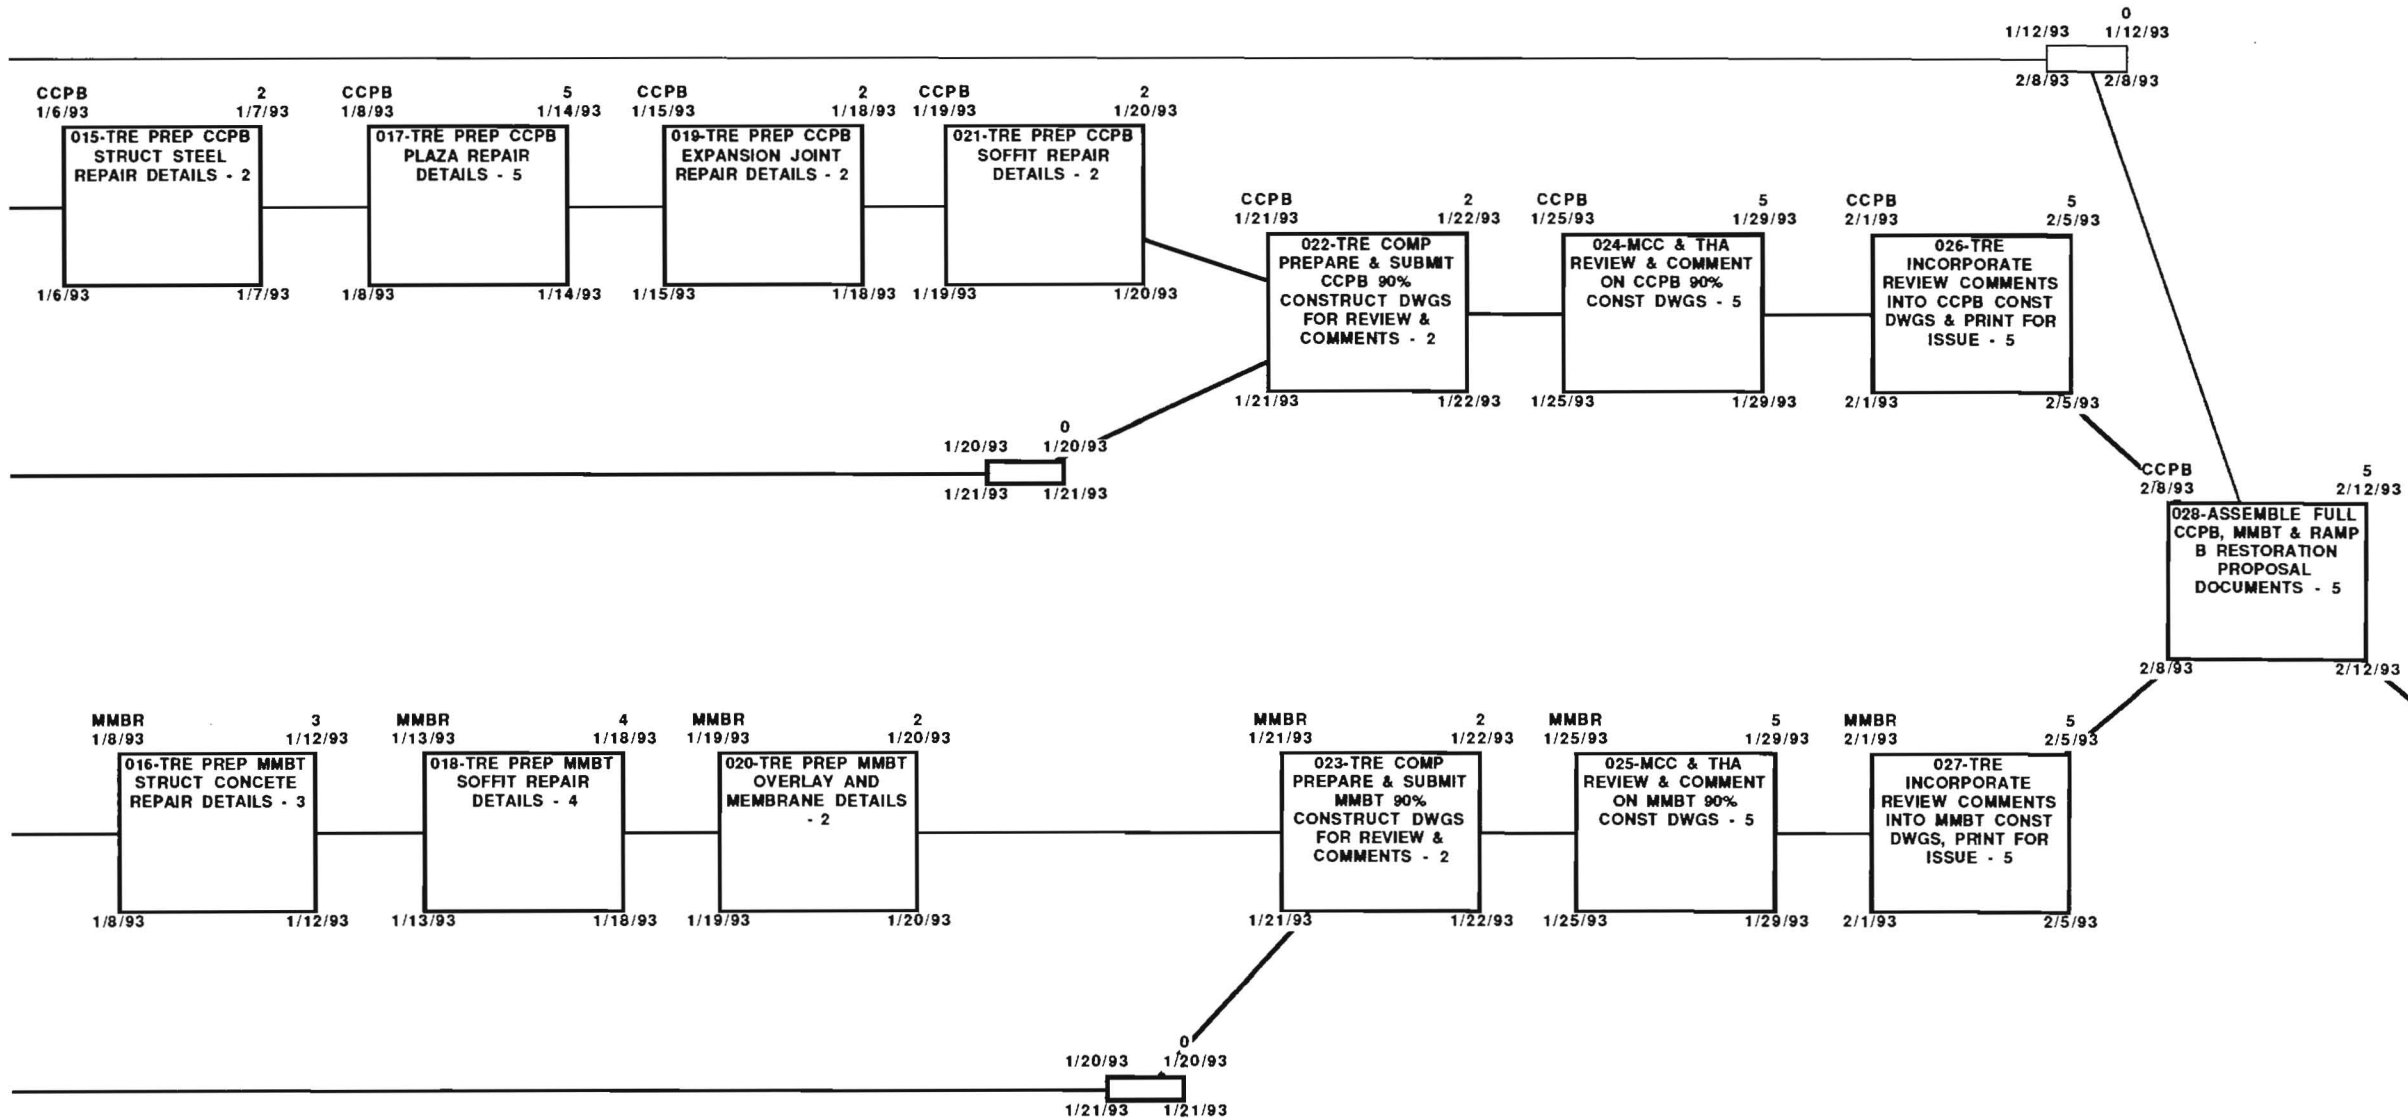 0
1/12/93 1/12/93
2/8/93 2/8/93
CCPB 2
1/6/93 1/7/93
015-TRE PREP CCPB
STRUCT STEEL
REPAIR DETAILS - 2
1/6/93 1/7/93
CCPB 5
1/8/93 1/14/93
017-TRE PREP CCPB
PLAZA REPAIR
DETAILS - 5
1/8/93 1/14/93
CCPB 2
1/15/93 1/18/93
019-TRE PREP CCPB
EXPANSION JOINT
REPAIR DETAILS - 2
1/15/93 1/18/93
CCPB 2
1/19/93 1/20/93
021-TRE PREP CCPB
SOFFIT REPAIR
DETAILS - 2
1/19/93 1/20/93
CCPB 2
1/21/93 1/22/93
022-TRE COMP
PREPARE & SUBMIT
CCPB 90%
CONSTRUCT DWGS
FOR REVIEW &
COMMENTS - 2
1/21/93 1/22/93
CCPB 5
1/25/93 1/29/93
024-MCC & THA
REVIEW & COMMENT
ON CCPB 90%
CONST DWGS - 5
1/25/93 1/29/93
CCPB 5
2/1/93 2/5/93
026-TRE
INCORPORATE
REVIEW COMMENTS
INTO CCPB CONST
DWGS & PRINT FOR
ISSUE - 5
2/1/93 2/5/93
0
1/20/93 1/20/93
1/21/93 1/21/93
CCPB 5
2/8/93 2/12/93
028-ASSEMBLE FULL
CCPB, MMBT & RAMP
B RESTORATION
PROPOSAL
DOCUMENTS - 5
2/8/93 2/12/93
MMBR 3
1/8/93 1/12/93
016-TRE PREP MMBT
STRUCT CONCETE
REPAIR DETAILS - 3
1/8/93 1/12/93
MMBR 4
1/13/93 1/18/93
018-TRE PREP MMBT
SOFFIT REPAIR
DETAILS - 4
1/13/93 1/18/93
MMBR 2
1/19/93 1/20/93
020-TRE PREP MMBT
OVERLAY AND
MEMBRANE DETAILS
- 2
1/19/93 1/20/93
MMBR 2
1/21/93 1/22/93
023-TRE COMP
PREPARE & SUBMIT
MMBT 90%
CONSTRUCT DWGS
FOR REVIEW &
COMMENTS - 2
1/21/93 1/22/93
MMBR 5
1/25/93 1/29/93
025-MCC & THA
REVIEW & COMMENT
ON MMBT 90%
CONST DWGS - 5
1/25/93 1/29/93
MMBR 5
2/1/93 2/5/93
027-TRE
INCORPORATE
REVIEW COMMENTS
INTO MMBT CONST
DWGS, PRINT FOR
ISSUE - 5
2/1/93 2/5/93
0
1/20/93 1/20/93
1/21/93 1/21/93